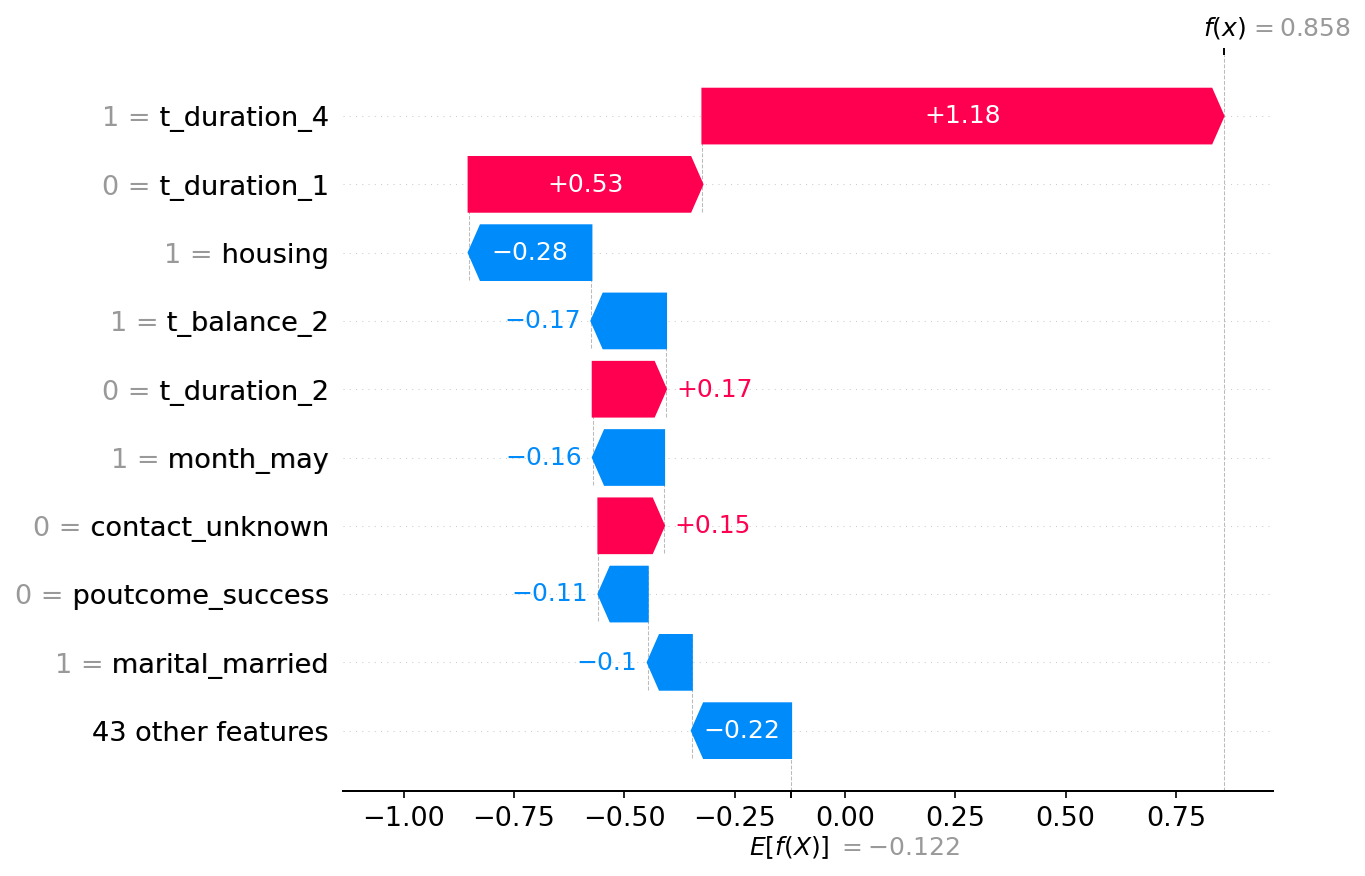 f(x) = 0.858
1 = t_duration_4 +1.18
0 = t_duration_1 +0.53
1 = housing −0.28
1 = t_balance_2 −0.17
0 = t_duration_2 +0.17
1 = month_may −0.16
0 = contact_unknown +0.15
0 = poutcome_success −0.11
1 = marital_married −0.1
43 other features −0.22
−1.00 −0.75 −0.50 −0.25 0.00 0.25 0.50 0.75
E[f(X)] = −0.122